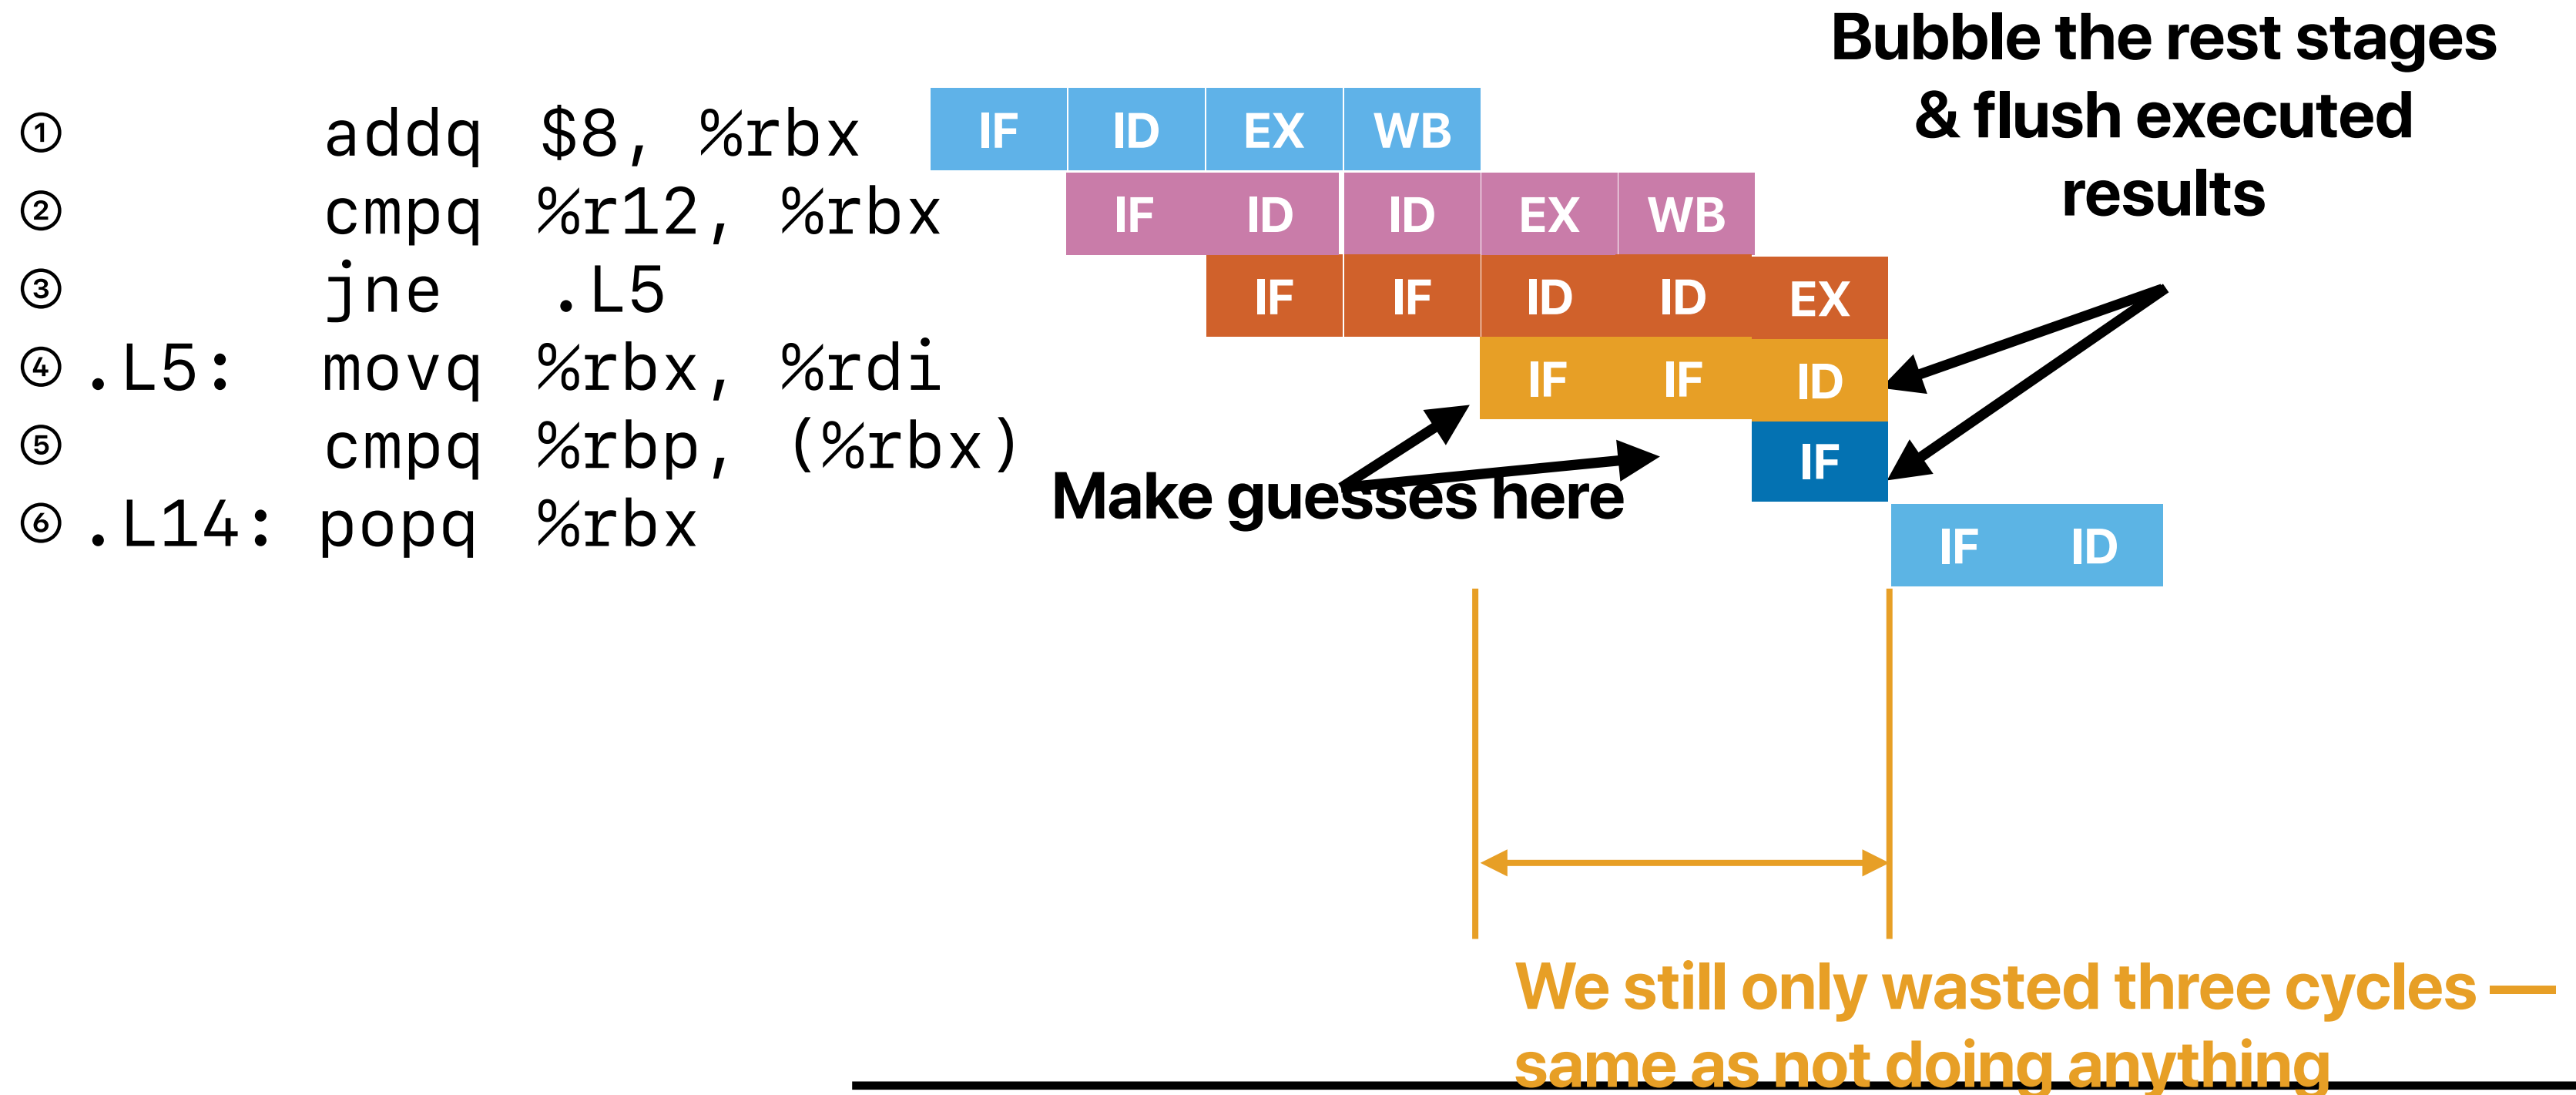 ① addq $8, %rbx IF ID EX WB
② cmpq %r12, %rbx IF ID ID EX WB
③ jne .L5 IF IF ID ID EX
④ .L5: movq %rbx, %rdi IF IF ID
⑤ cmpq %rbp, (%rbx) IF
⑥ .L14: popq %rbx IF ID
Bubble the rest stages
& flush executed
results
Make guesses here
We still only wasted three cycles —
same as not doing anything